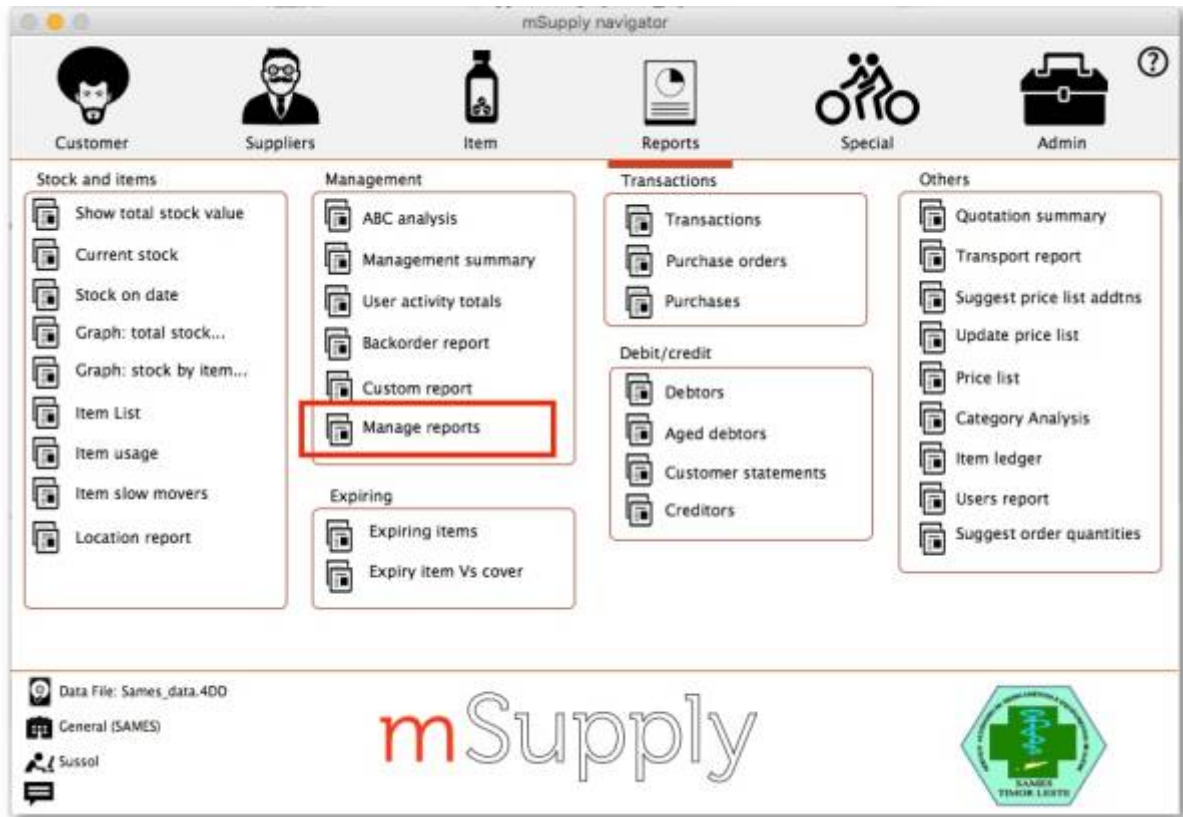 mSupply navigator
Customer
Suppliers
Item
Reports
Special
Admin
?
Stock and items
Show total stock value
Current stock
Stock on date
Graph: total stock...
Graph: stock by item...
Item List
Item usage
Item slow movers
Location report
Management
ABC analysis
Management summary
User activity totals
Backorder report
Custom report
Manage reports
Expiring
Expiring items
Expiry item Vs cover
Transactions
Transactions
Purchase orders
Purchases
Debit/credit
Debtors
Aged debtors
Customer statements
Creditors
Others
Quotation summary
Transport report
Suggest price list addtns
Update price list
Price list
Category Analysis
Item ledger
Users report
Suggest order quantities
Data File: Sames_data.4DD
General (SAMES)
Sussol
mSupply
SAMES
TIMOR LESTE